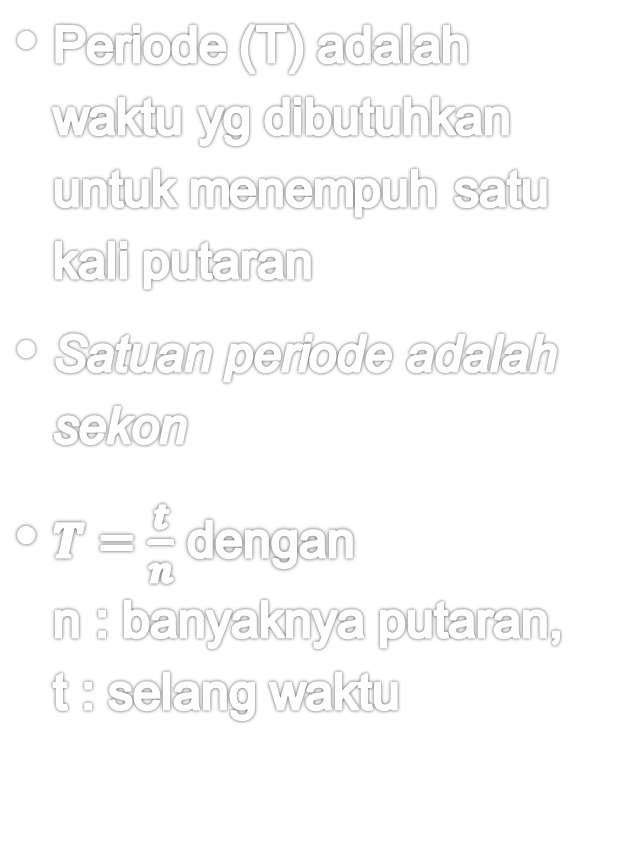 • Periode (T) adalah
waktu yg dibutuhkan
untuk menempuh satu
kali putaran
• Satuan periode adalah
sekon
• T = t/n dengan
n : banyaknya putaran,
t : selang waktu